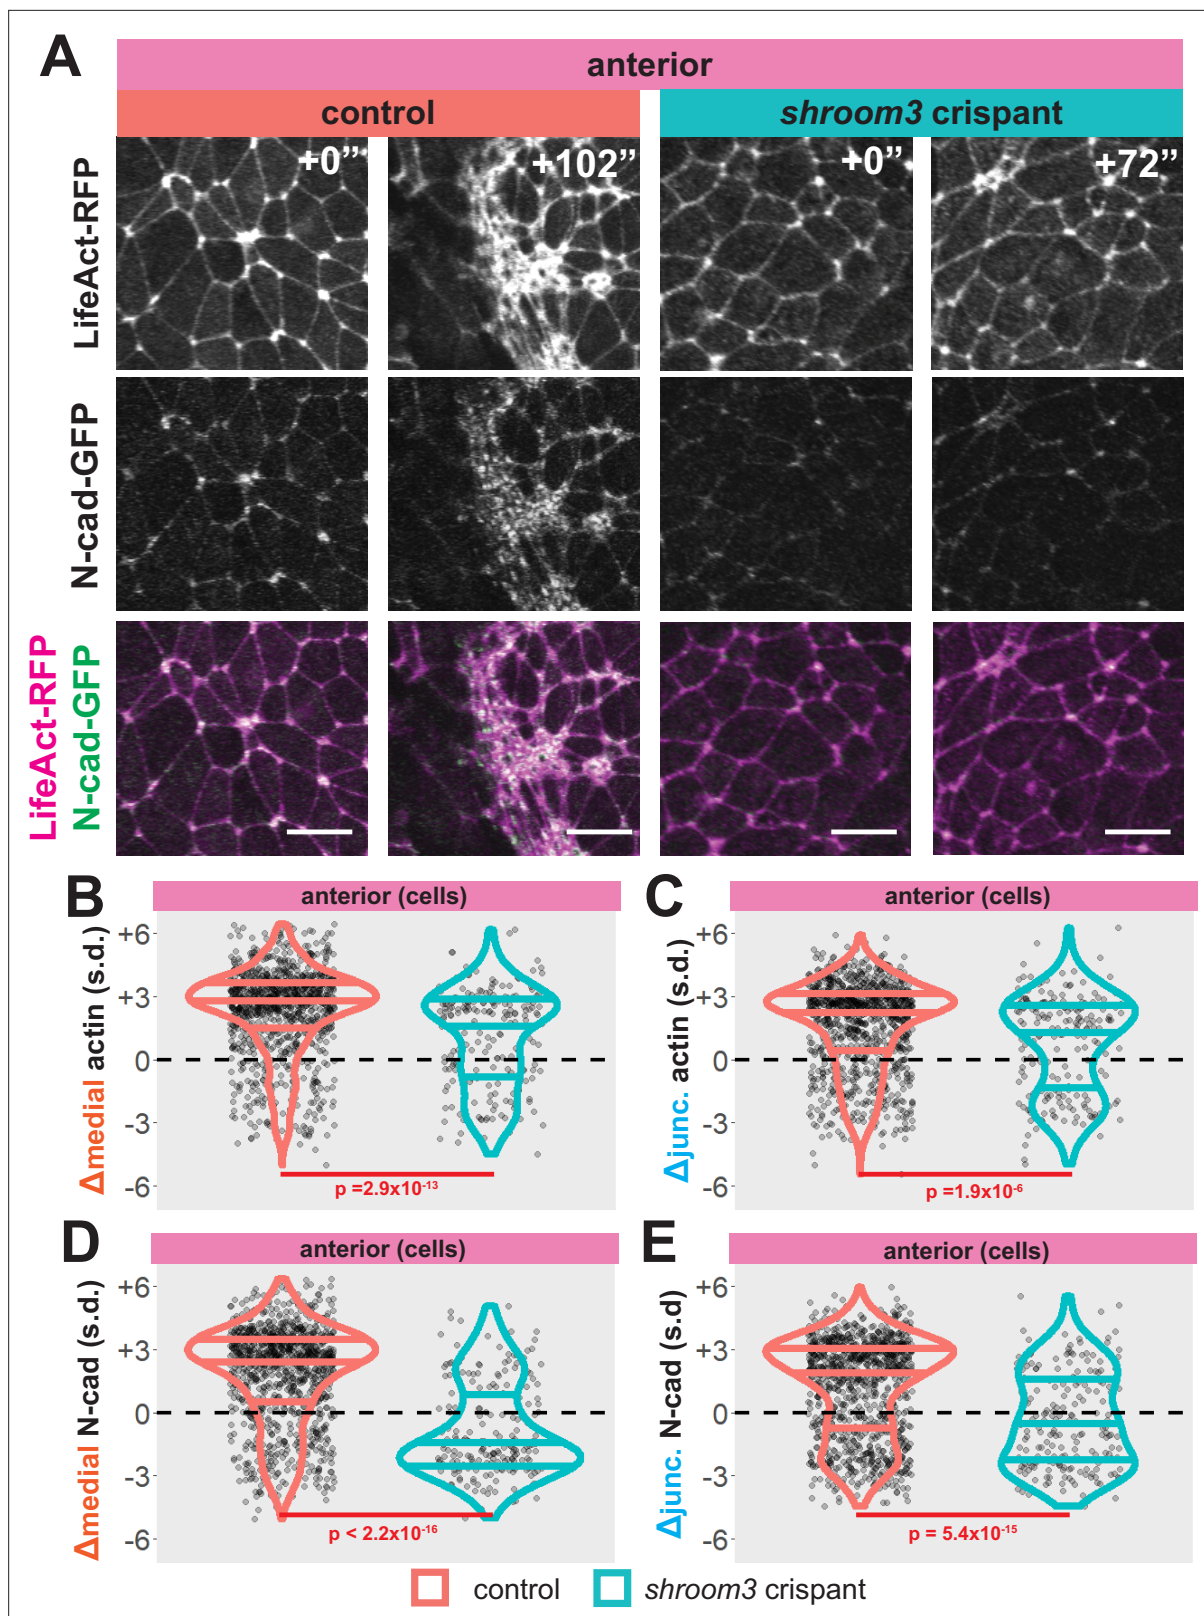 A
anterior
control
shroom3 crispant
LifeAct-RFP
+0”
+102”
+0”
+72”
N-cad-GFP
LifeAct-RFP
N-cad-GFP
B
anterior (cells)
Δmedial actin (s.d.)
+6
+3
0
-3
-6
p =2.9x10⁻¹³
C
anterior (cells)
Δjunc. actin (s.d.)
+6
+3
0
-3
-6
p =1.9x10⁻⁶
D
anterior (cells)
Δmedial N-cad (s.d.)
+6
+3
0
-3
-6
p < 2.2x10⁻¹⁶
E
anterior (cells)
Δjunc. N-cad (s.d)
+6
+3
0
-3
-6
p = 5.4x10⁻¹⁵
control
shroom3 crispant